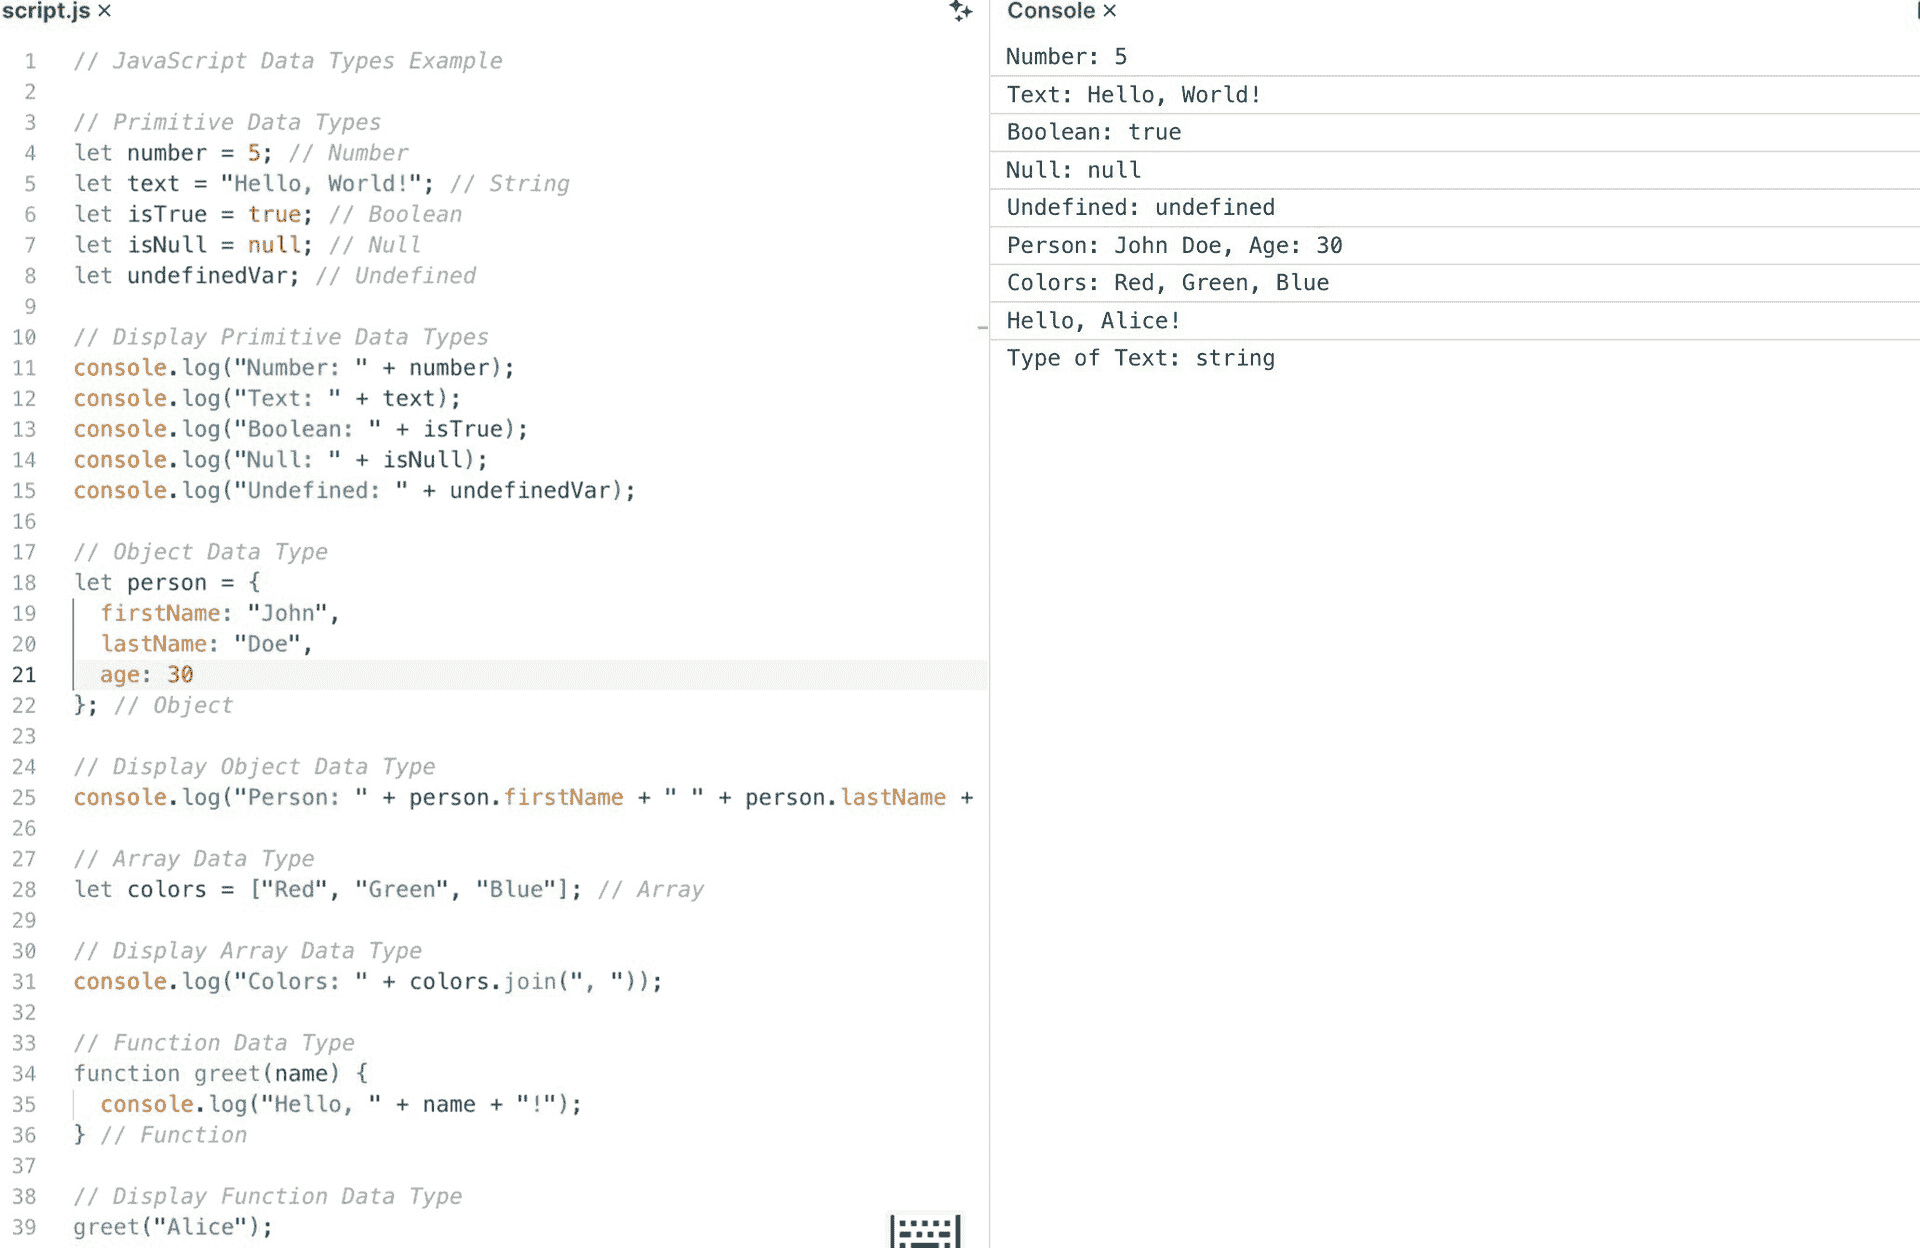 script.js ×
1 // JavaScript Data Types Example
2
3 // Primitive Data Types
4 let number = 5; // Number
5 let text = "Hello, World!"; // String
6 let isTrue = true; // Boolean
7 let isNull = null; // Null
8 let undefinedVar; // Undefined
9
10 // Display Primitive Data Types
11 console.log("Number: " + number);
12 console.log("Text: " + text);
13 console.log("Boolean: " + isTrue);
14 console.log("Null: " + isNull);
15 console.log("Undefined: " + undefinedVar);
16
17 // Object Data Type
18 let person = {
19   firstName: "John",
20   lastName: "Doe",
21   age: 30
22 }; // Object
23
24 // Display Object Data Type
25 console.log("Person: " + person.firstName + " " + person.lastName +
26
27 // Array Data Type
28 let colors = ["Red", "Green", "Blue"]; // Array
29
30 // Display Array Data Type
31 console.log("Colors: " + colors.join(", "));
32
33 // Function Data Type
34 function greet(name) {
35   console.log("Hello, " + name + "!");
36 } // Function
37
38 // Display Function Data Type
39 greet("Alice");
Console ×
Number: 5
Text: Hello, World!
Boolean: true
Null: null
Undefined: undefined
Person: John Doe, Age: 30
Colors: Red, Green, Blue
Hello, Alice!
Type of Text: string